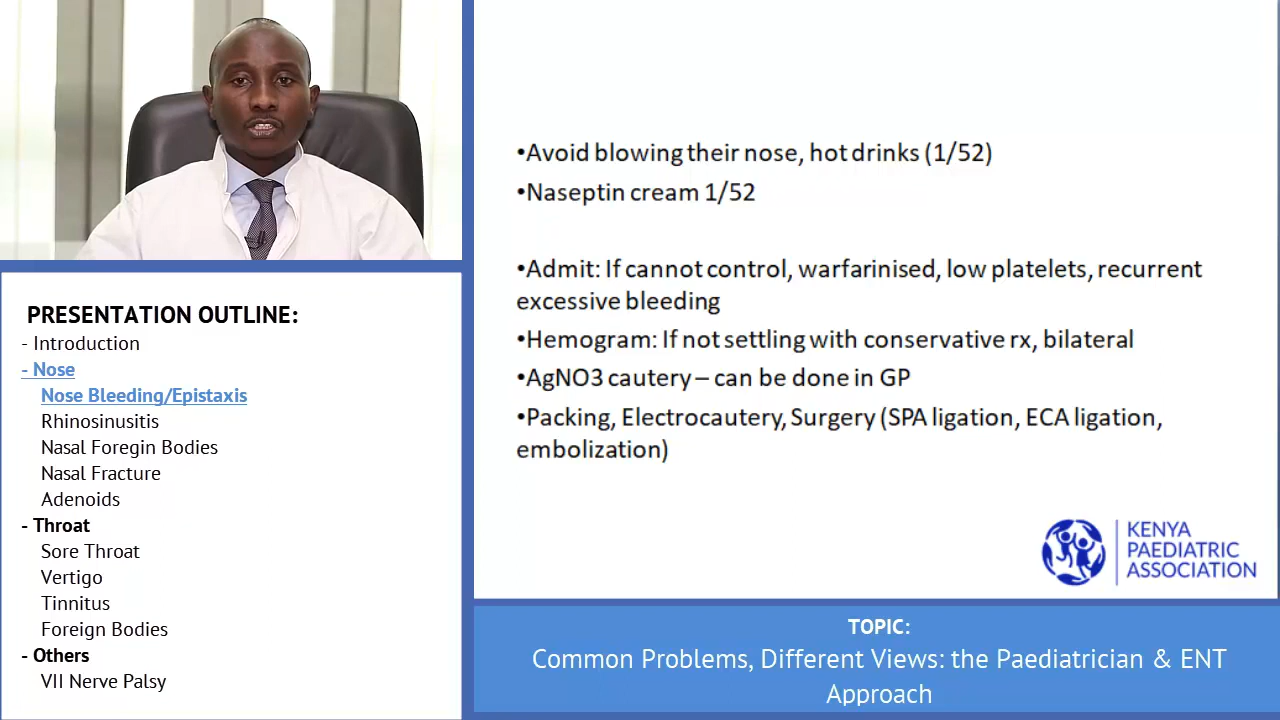 PRESENTATION OUTLINE:
- Introduction
- Nose
Nose Bleeding/Epistaxis
Rhinosinusitis
Nasal Foregin Bodies
Nasal Fracture
Adenoids
- Throat
Sore Throat
Vertigo
Tinnitus
Foreign Bodies
- Others
VII Nerve Palsy
•Avoid blowing their nose, hot drinks (1/52)
•Naseptin cream 1/52
•Admit: If cannot control, warfarinised, low platelets, recurrent
excessive bleeding
•Hemogram: If not settling with conservative rx, bilateral
•AgNO3 cautery – can be done in GP
•Packing, Electrocautery, Surgery (SPA ligation, ECA ligation,
embolization)
KENYA
PAEDIATRIC
ASSOCIATION
TOPIC:
Common Problems, Different Views: the Paediatrician & ENT
Approach